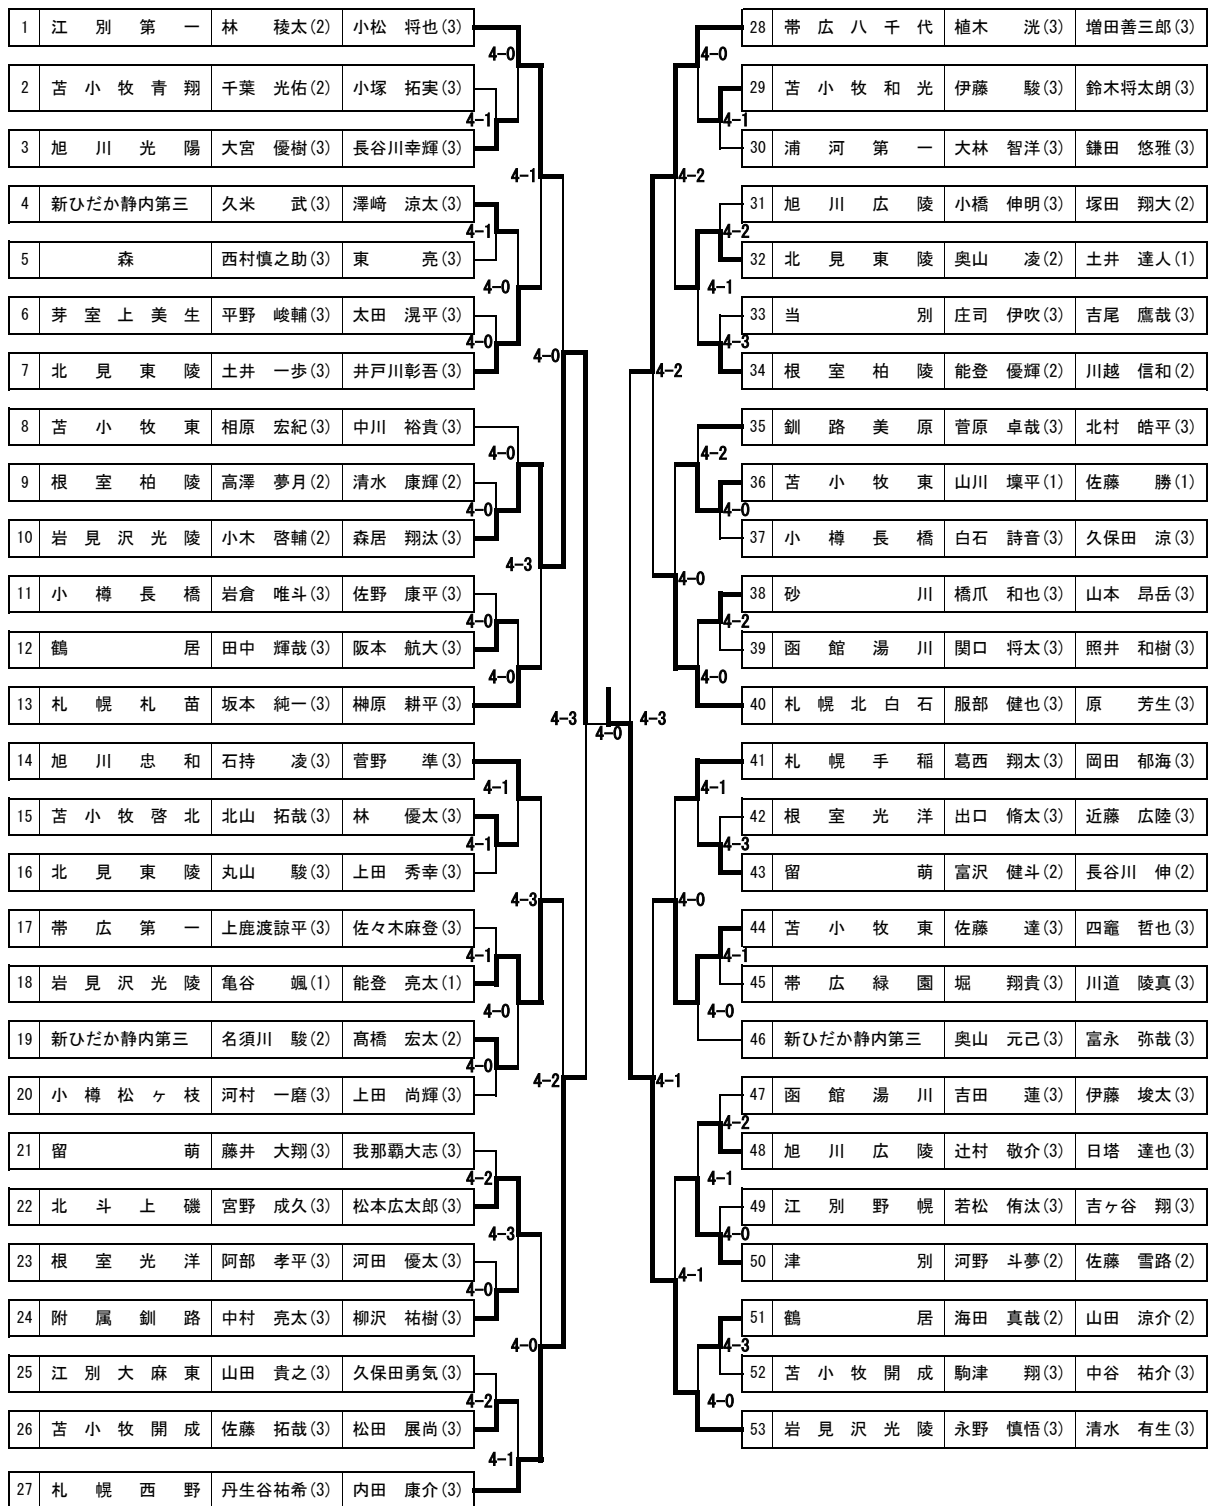 1 江別第一 林 稜太(2) 小松 将也(3)
4-0
2 苫小牧青翔 千葉 光佑(2) 小塚 拓実(3)
4-1
3 旭川光陽 大宮 優樹(3) 長谷川幸輝(3)
4-1
4 新ひだか静内第三 久米 武(3) 澤﨑 涼太(3)
4-1
5 森 西村慎之助(3) 東 亮(3)
4-0
6 芽室上美生 平野 峻輔(3) 太田 滉平(3)
4-0
7 北見東陵 土井 一歩(3) 井戸川彰吾(3)
4-0
8 苫小牧東 相原 宏紀(3) 中川 裕貴(3)
4-0
9 根室柏陵 高澤 夢月(2) 清水 康輝(2)
4-0
10 岩見沢光陵 小木 啓輔(2) 森居 翔汰(3)
4-3
11 小樽長橋 岩倉 唯斗(3) 佐野 康平(3)
4-0
12 鶴居 田中 輝哉(3) 阪本 航大(3)
4-0
13 札幌札苗 坂本 純一(3) 榊原 耕平(3)
4-3
14 旭川忠和 石持 凌(3) 菅野 準(3)
4-1
15 苫小牧啓北 北山 拓哉(3) 林 優太(3)
4-1
16 北見東陵 丸山 駿(3) 上田 秀幸(3)
4-3
17 帯広第一 上鹿渡諒平(3) 佐々木麻登(3)
4-1
18 岩見沢光陵 亀谷 颯(1) 能登 亮太(1)
4-0
19 新ひだか静内第三 名須川 駿(2) 髙橋 宏太(2)
4-0
20 小樽松ヶ枝 河村 一磨(3) 上田 尚輝(3)
4-2
21 留萌 藤井 大翔(3) 我那覇大志(3)
4-2
22 北斗上磯 宮野 成久(3) 松本広太郎(3)
4-3
23 根室光洋 阿部 孝平(3) 河田 優太(3)
4-0
24 附属釧路 中村 亮太(3) 柳沢 祐樹(3)
4-0
25 江別大麻東 山田 貴之(3) 久保田勇気(3)
4-2
26 苫小牧開成 佐藤 拓哉(3) 松田 展尚(3)
4-1
27 札幌西野 丹生谷祐希(3) 内田 康介(3)
4-0
28 帯広八千代 植木 洸(3) 増田善三郎(3)
4-0
29 苫小牧和光 伊藤 駿(3) 鈴木将太朗(3)
4-1
30 浦河第一 大林 智洋(3) 鎌田 悠雅(3)
4-2
31 旭川広陵 小橋 伸明(3) 塚田 翔大(2)
4-2
32 北見東陵 奥山 凌(2) 土井 達人(1)
4-1
33 当別 庄司 伊吹(3) 吉尾 鷹哉(3)
4-3
34 根室柏陵 能登 優輝(2) 川越 信和(2)
4-2
35 釧路美原 菅原 卓哉(3) 北村 皓平(3)
4-2
36 苫小牧東 山川 壈平(1) 佐藤 勝(1)
4-0
37 小樽長橋 白石 詩音(3) 久保田 涼(3)
4-0
38 砂川 橋爪 和也(3) 山本 昂岳(3)
4-2
39 函館湯川 関口 将太(3) 照井 和樹(3)
4-0
40 札幌北白石 服部 健也(3) 原 芳生(3)
4-3
41 札幌手稲 葛西 翔太(3) 岡田 郁海(3)
4-1
42 根室光洋 出口 脩太(3) 近藤 広陸(3)
4-3
43 留萌 富沢 健斗(2) 長谷川 伸(2)
4-0
44 苫小牧東 佐藤 達(3) 四竈 哲也(3)
4-1
45 帯広緑園 堀 翔貴(3) 川道 陵真(3)
4-0
46 新ひだか静内第三 奥山 元己(3) 富永 弥哉(3)
4-1
47 函館湯川 吉田 蓮(3) 伊藤 埈太(3)
4-2
48 旭川広陵 辻村 敬介(3) 日塔 達也(3)
4-1
49 江別野幌 若松 侑汰(3) 吉ヶ谷 翔(3)
4-0
50 津別 河野 斗夢(2) 佐藤 雪路(2)
4-1
51 鶴居 海田 真哉(2) 山田 涼介(2)
4-3
52 苫小牧開成 駒津 翔(3) 中谷 祐介(3)
4-0
53 岩見沢光陵 永野 慎悟(3) 清水 有生(3)